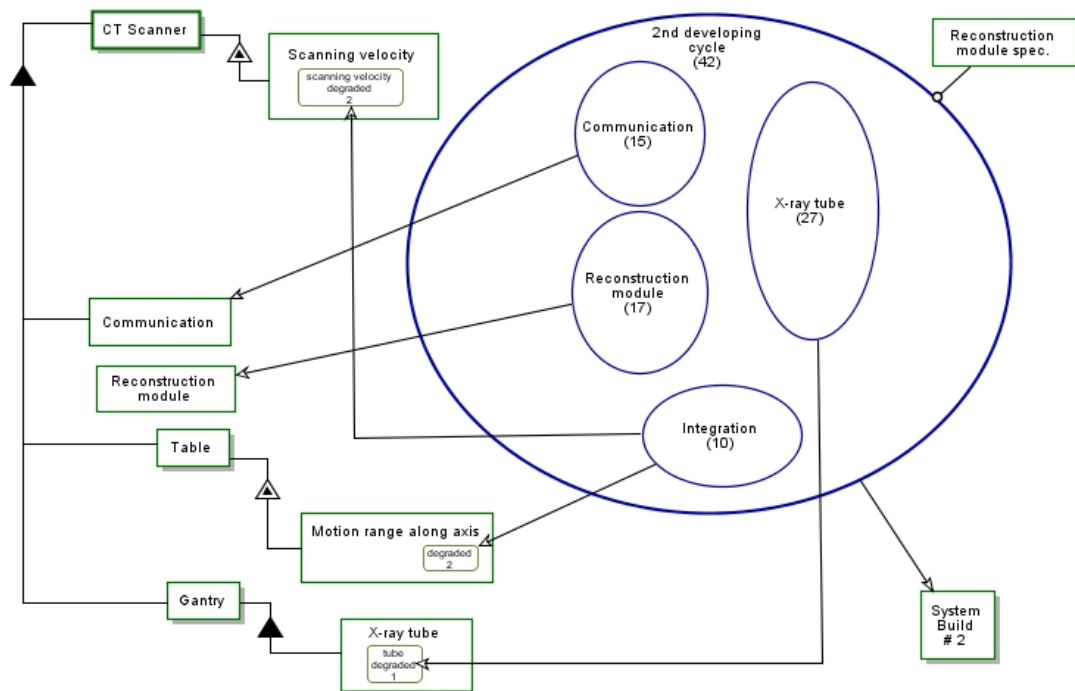 CT Scanner
Scanning velocity
scanning velocity
degraded
2
2nd developing
cycle
(42)
Reconstruction
module spec.
Communication
(15)
X-ray tube
(27)
Reconstruction
module
(17)
Communication
Reconstruction
module
Integration
(10)
Table
Motion range along axis
degraded
2
Gantry
X-ray tube
tube
degraded
1
System
Build
# 2